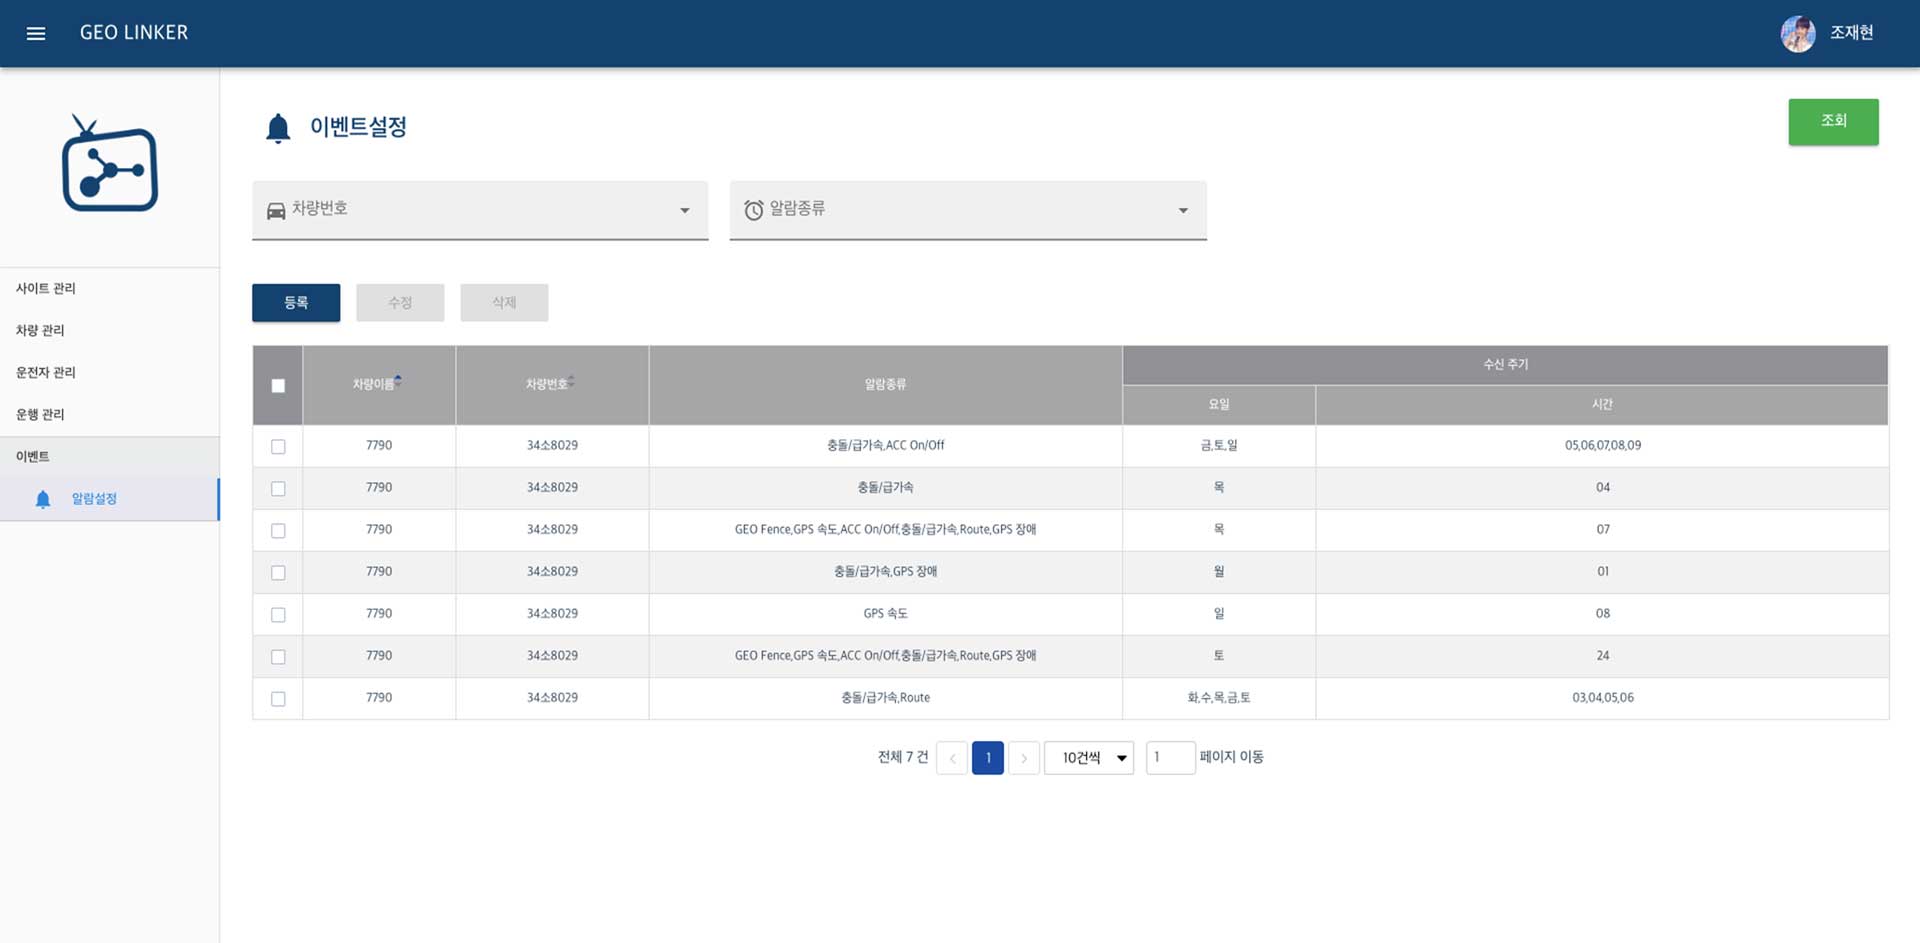 GEO LINKER
조재현
이벤트설정
조회
차량번호
알람종류
사이트 관리
차량 관리
운전자 관리
운행 관리
이벤트
알람설정
등록 수정 삭제
차량이름 차량번호 알람종류 수신 주기
요일 시간
7790 34소8029 충돌/급가속,ACC On/Off 금,토,일 05,06,07,08,09
7790 34소8029 충돌/급가속 목 04
7790 34소8029 GEO Fence,GPS 속도,ACC On/Off,충돌/급가속,Route,GPS 장애 목 07
7790 34소8029 충돌/급가속,GPS 장애 월 01
7790 34소8029 GPS 속도 일 08
7790 34소8029 GEO Fence,GPS 속도,ACC On/Off,충돌/급가속,Route,GPS 장애 토 24
7790 34소8029 충돌/급가속,Route 화,수,목,금,토 03,04,05,06
전체 7 건 < 1 > 10건씩 1 페이지 이동